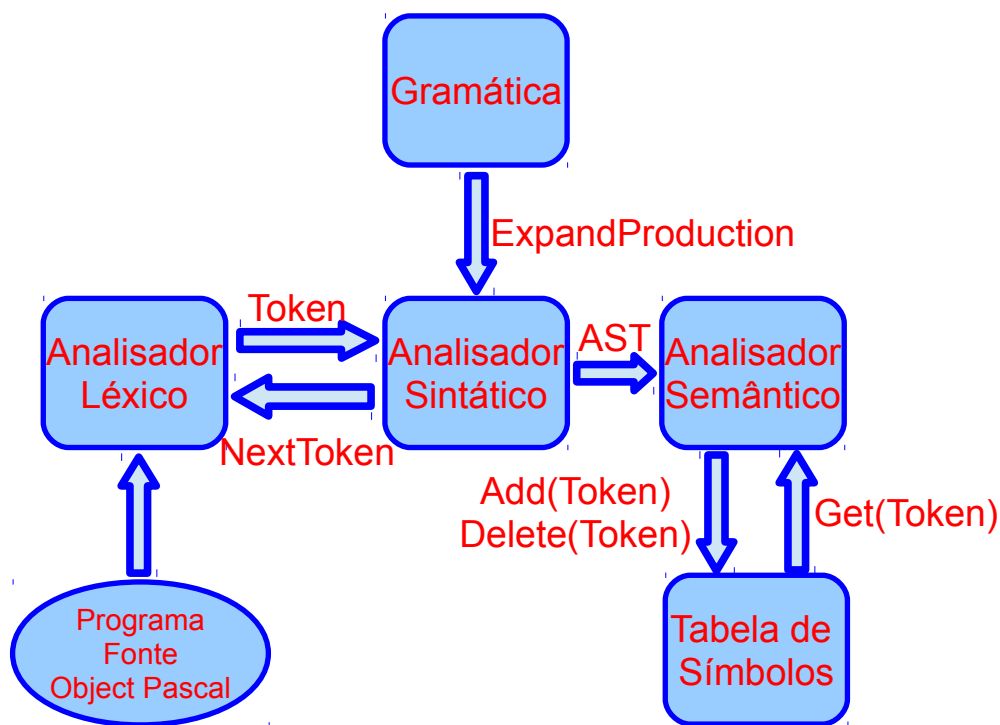 Gramática
ExpandProduction
Token
Analisador
Léxico
NextToken
Analisador
Sintático
AST
Analisador
Semântico
Add(Token)
Delete(Token)
Get(Token)
Programa
Fonte
Object Pascal
Tabela de
Símbolos